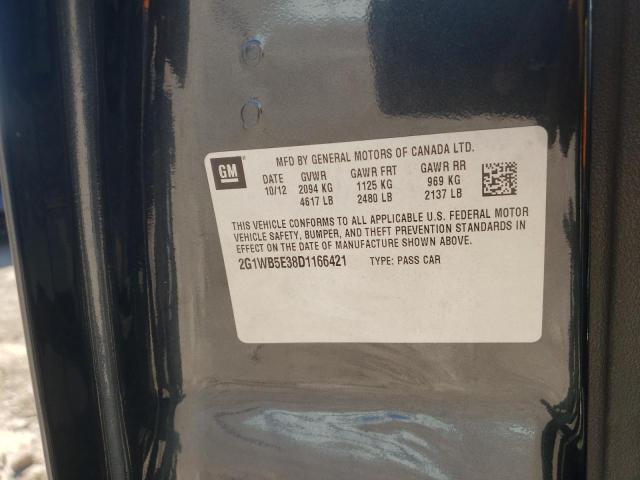 GM
MFD BY GENERAL MOTORS OF CANADA LTD.
DATE GVWR GAWR FRT GAWR RR
10/12 2094 KG 1125 KG 969 KG
4617 LB 2480 LB 2137 LB
THIS VEHICLE CONFORMS TO ALL APPLICABLE U.S. FEDERAL MOTOR
VEHICLE SAFETY, BUMPER, AND THEFT PREVENTION STANDARDS IN
EFFECT ON THE DATE OF MANUFACTURE SHOWN ABOVE.
2G1WB5E38D1166421 TYPE: PASS CAR